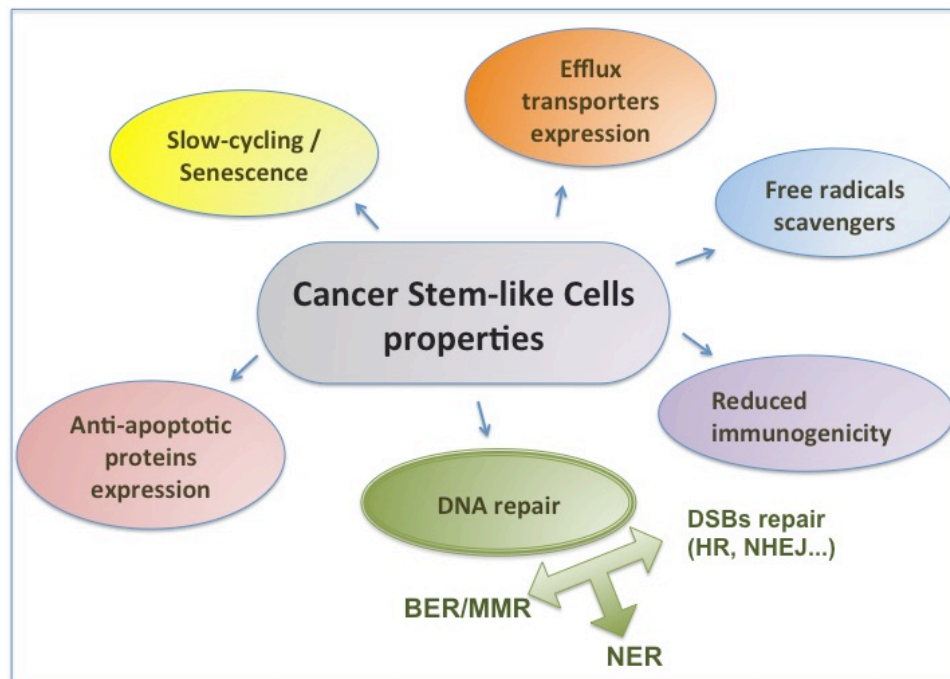 Efflux
transporters
expression
Slow-cycling /
Senescence
Free radicals
scavengers
Cancer Stem-like Cells
properties
Reduced
immunogenicity
Anti-apoptotic
proteins
expression
DNA repair
DSBs repair
(HR, NHEJ...)
BER/MMR
NER